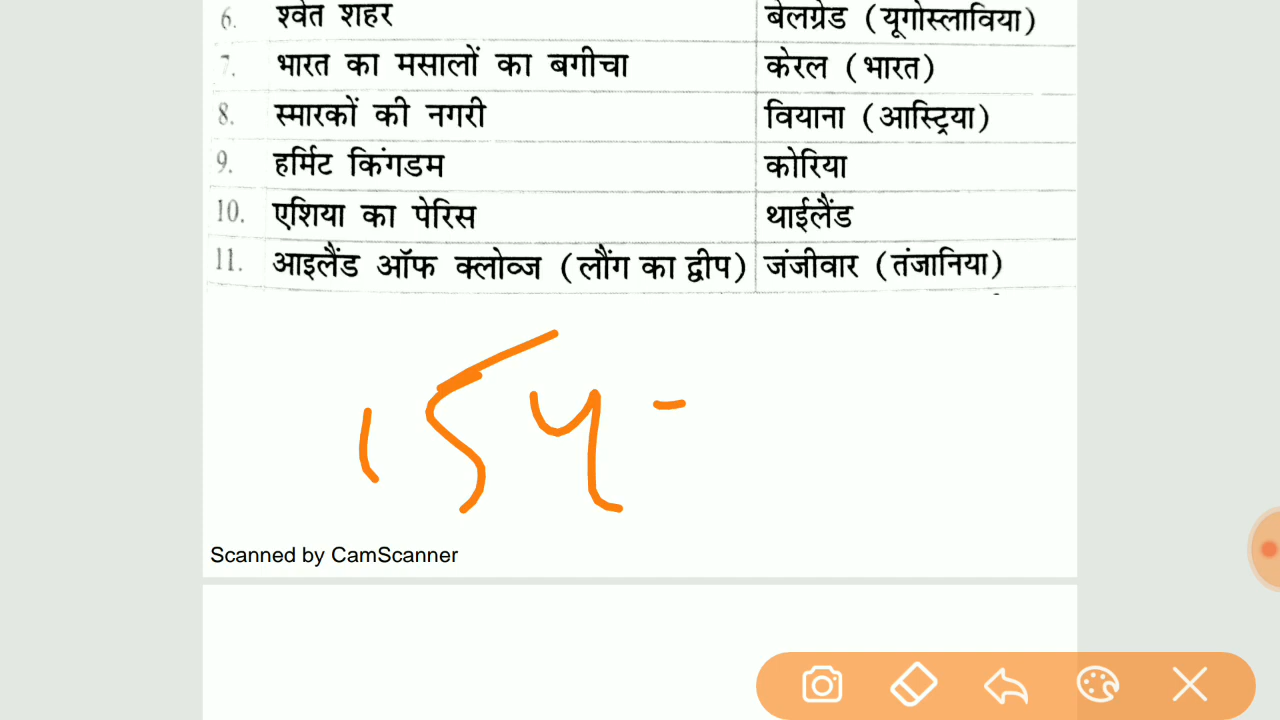 6. श्वेत शहर बेलग्रेड (यूगोस्लाविया)
7. भारत का मसालों का बगीचा केरल (भारत)
8. स्मारकों की नगरी वियाना (आस्ट्रिया)
9. हर्मिट किंगडम कोरिया
10. एशिया का पेरिस थाईलैंड
11. आइलैंड ऑफ क्लोव्ज (लौंग का द्वीप) जंजीवार (तंजानिया)
154 -
Scanned by CamScanner